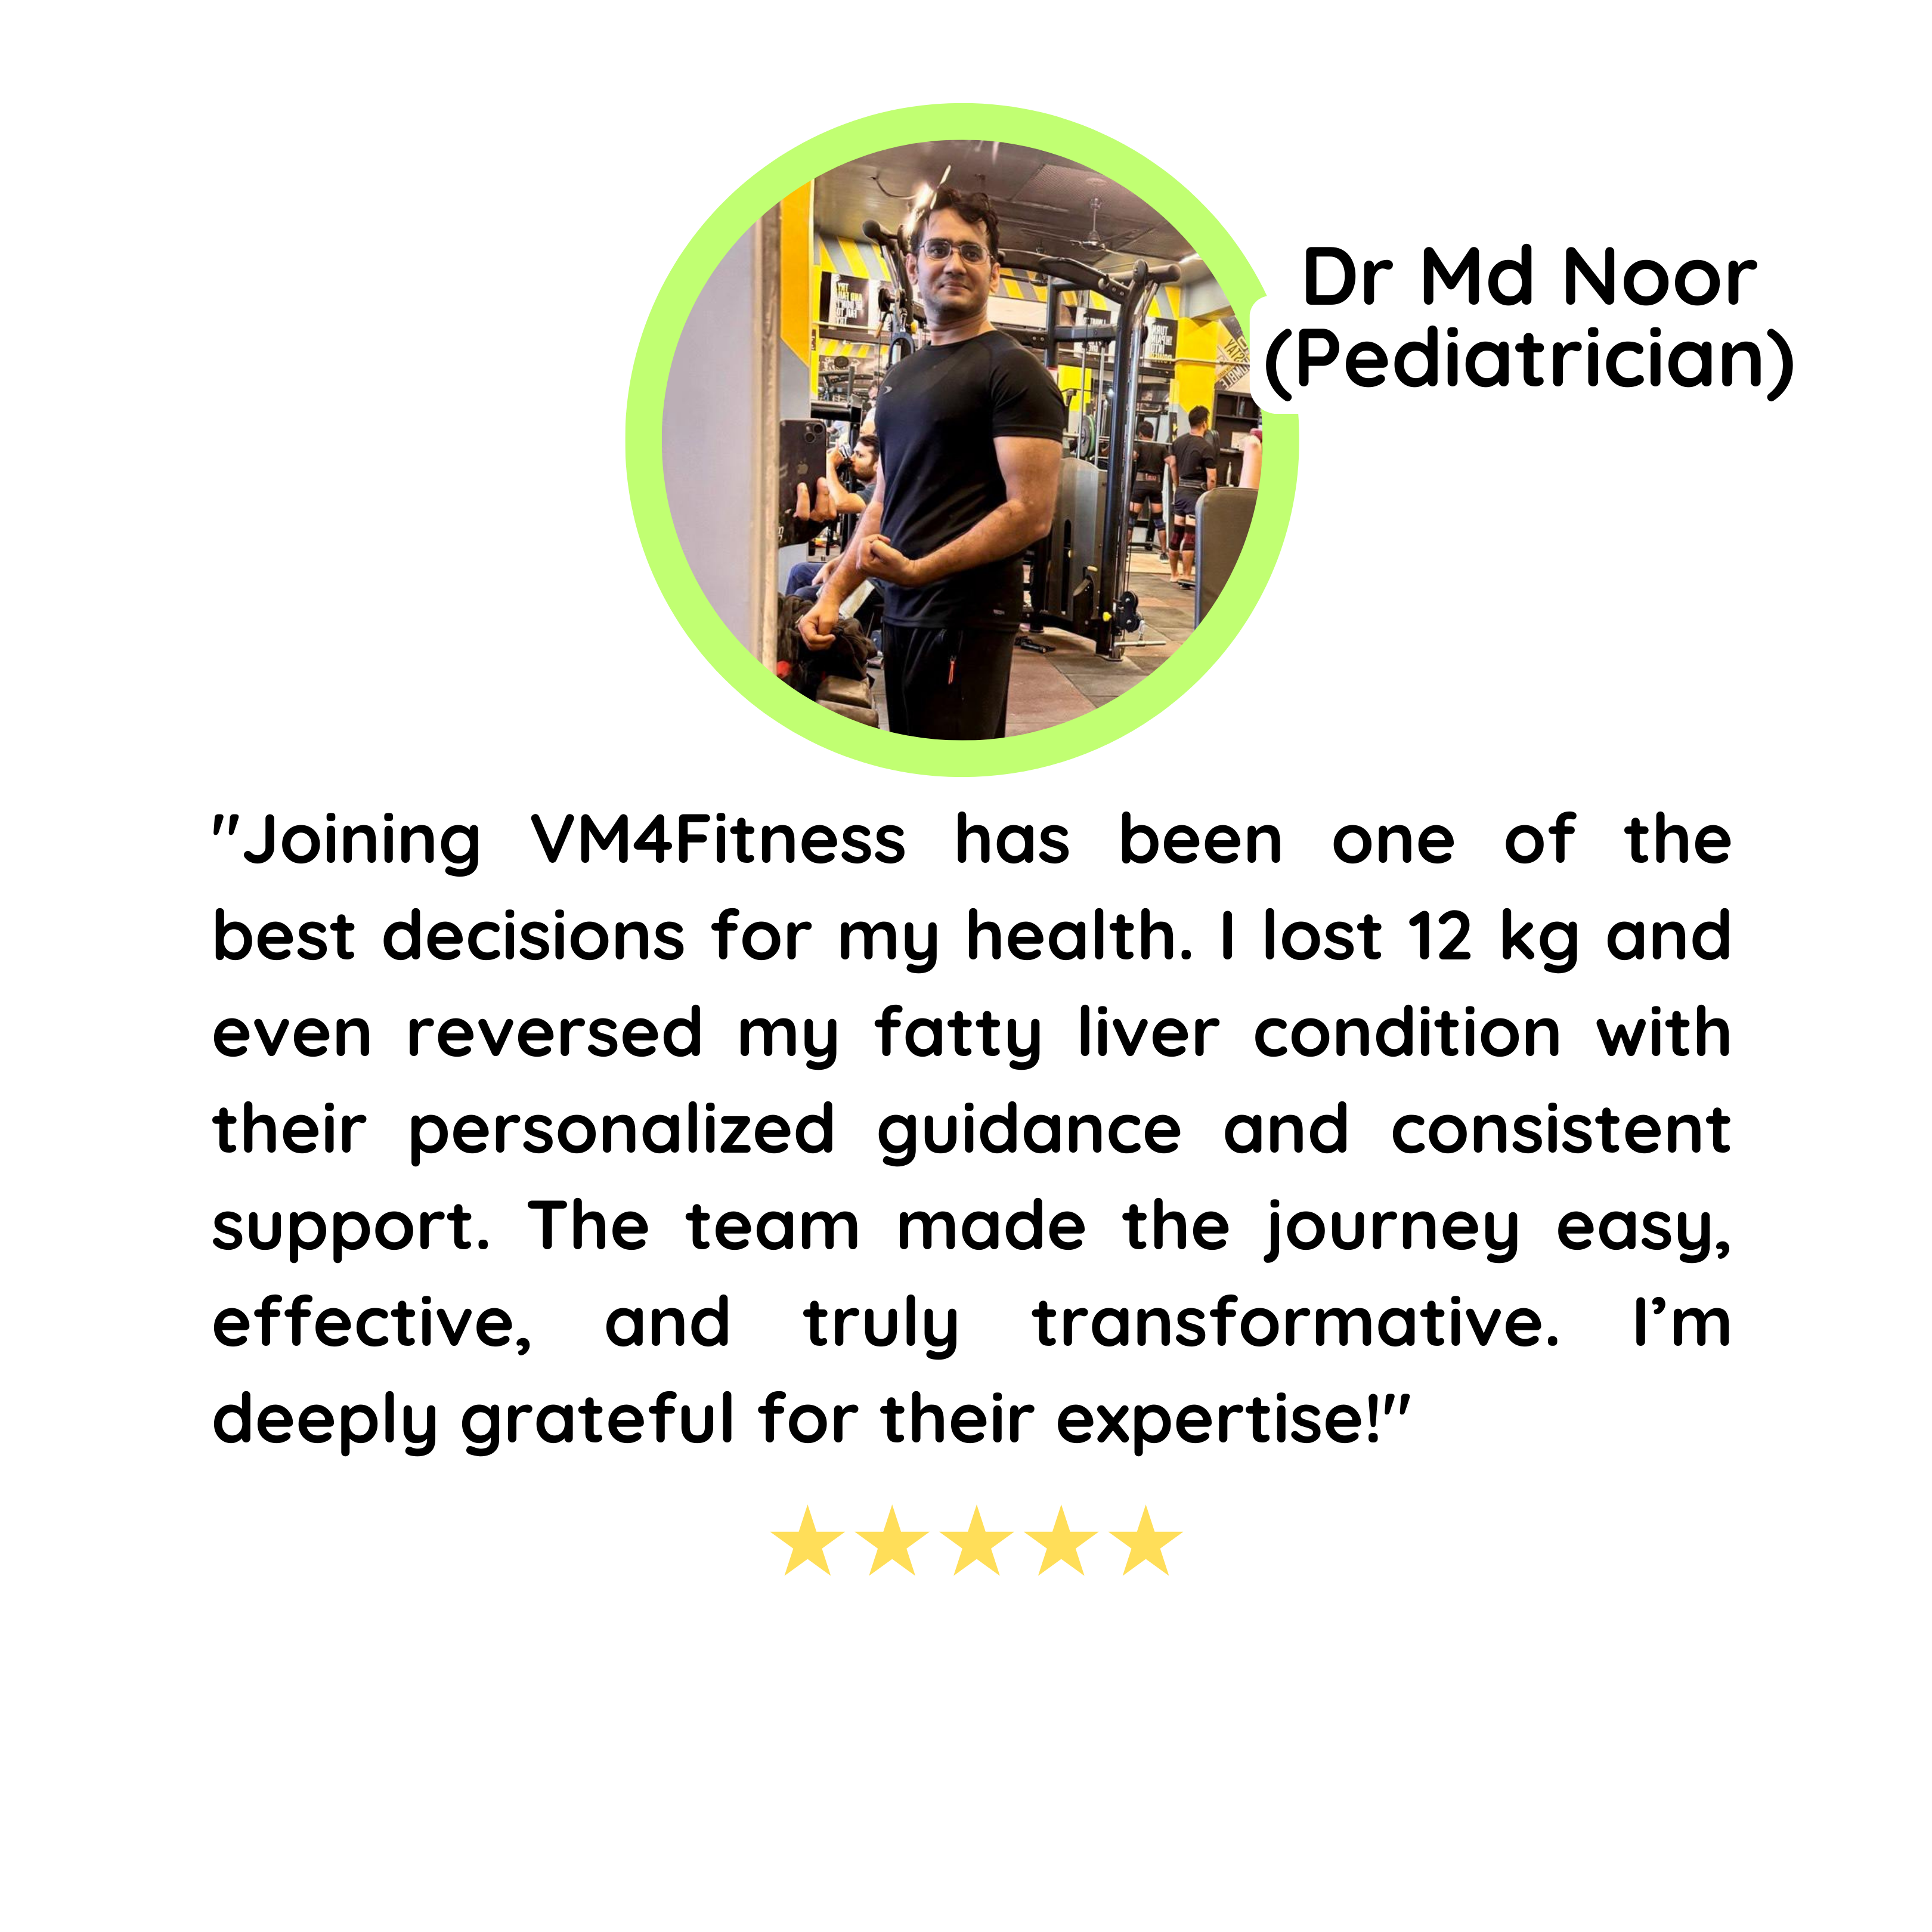 Dr Md Noor
(Pediatrician)
"Joining VM4Fitness has been one of the
best decisions for my health. I lost 12 kg and
even reversed my fatty liver condition with
their personalized guidance and consistent
support. The team made the journey easy,
effective, and truly transformative. I’m
deeply grateful for their expertise!"